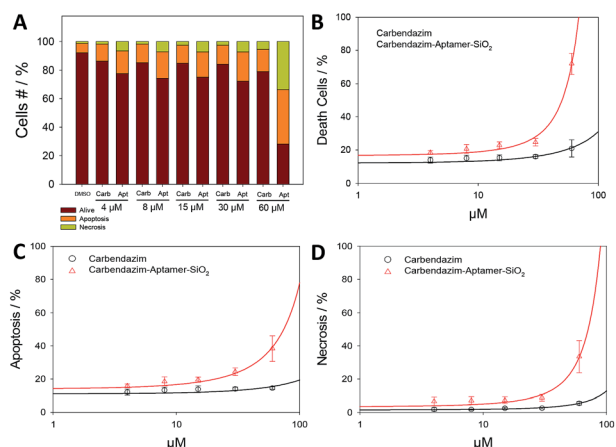 A
Cells # / %
100
80
60
40
20
0
DMSO Carb Apt Carb Apt Carb Apt Carb Apt Carb Apt
4 µM 8 µM 15 µM 30 µM 60 µM
Alive
Apoptosis
Necrosis
B
Death Cells / %
100
80
60
40
20
0
Carbendazim
Carbendazim-Aptamer-SiO₂
1 10 100
µM
C
Apoptosis / %
100
80
60
40
20
0
Carbendazim
Carbendazim-Aptamer-SiO₂
1 10 100
µM
D
Necrosis / %
100
80
60
40
20
0
Carbendazim
Carbendazim-Aptamer-SiO₂
1 10 100
µM